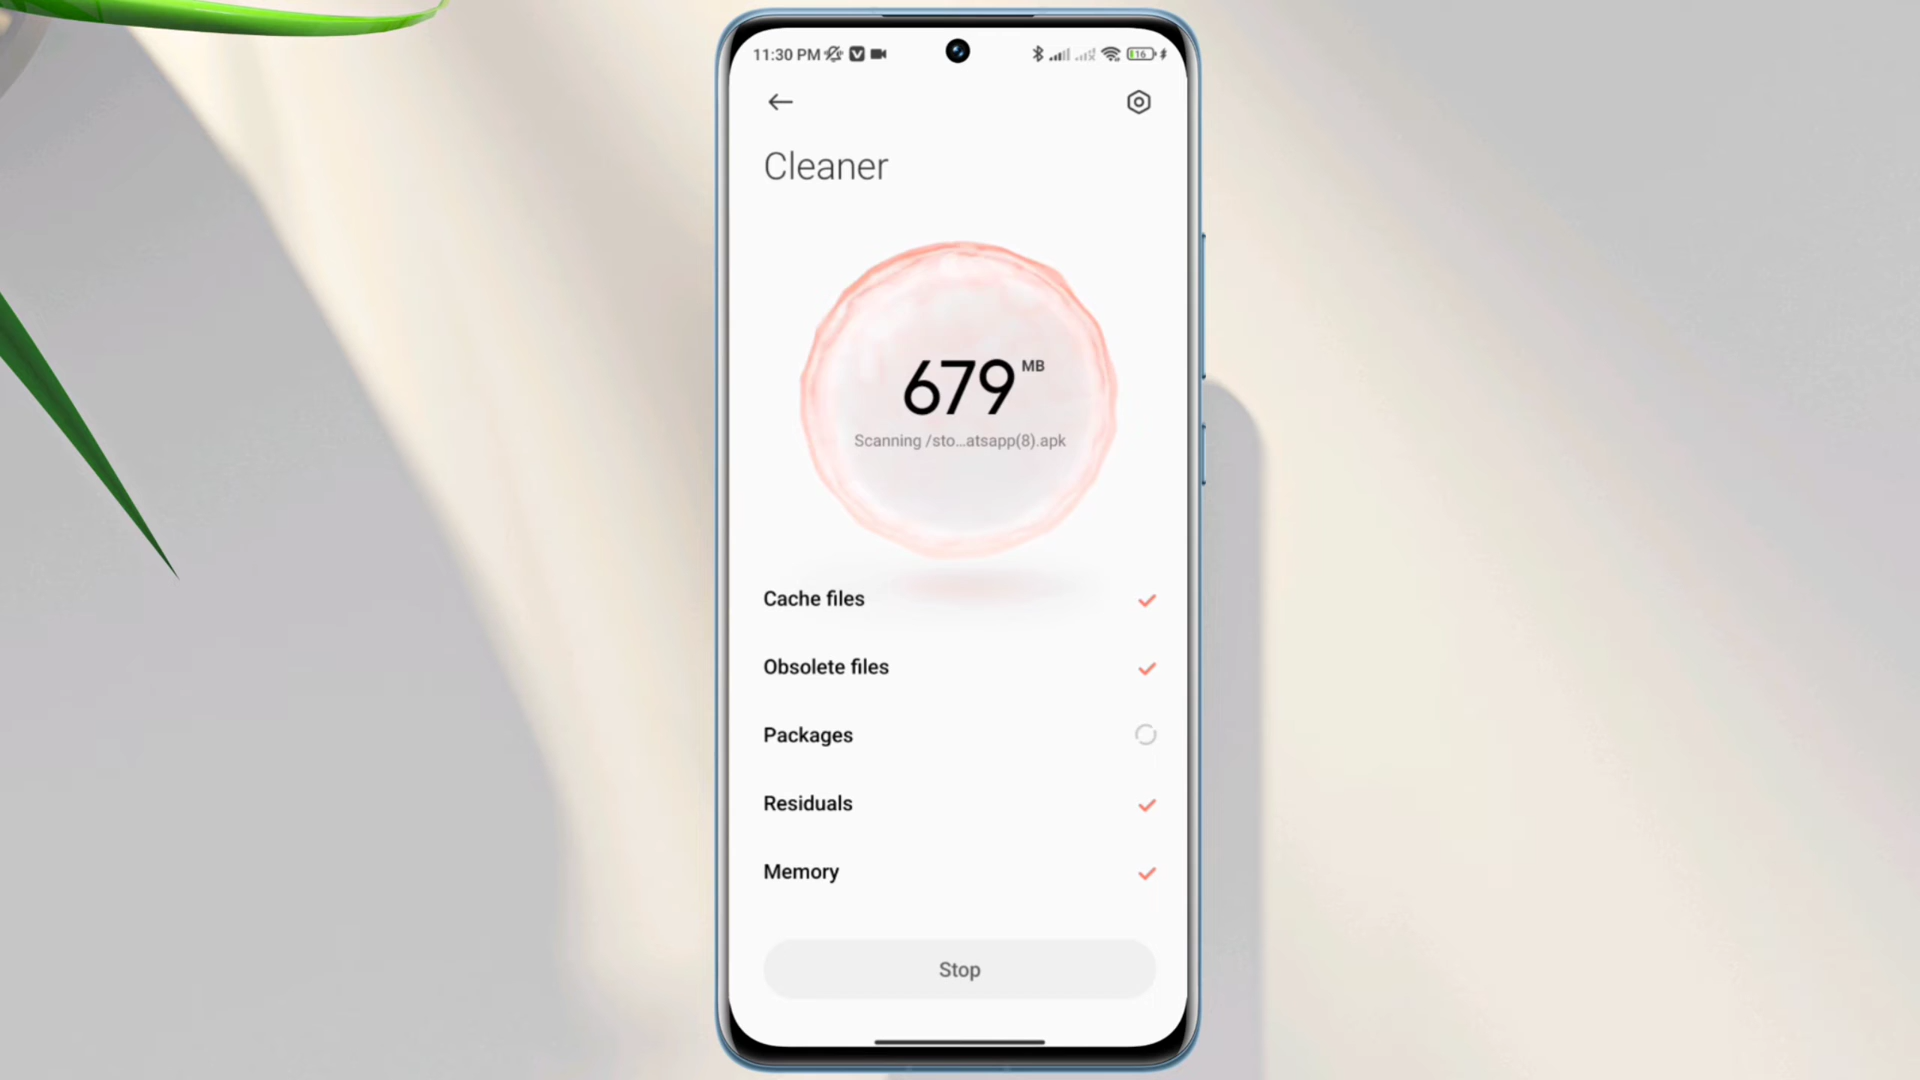 11:30 PM
16
Cleaner
679 MB
Scanning /sto...atsapp(8).apk
Cache files
Obsolete files
Packages
Residuals
Memory
Stop